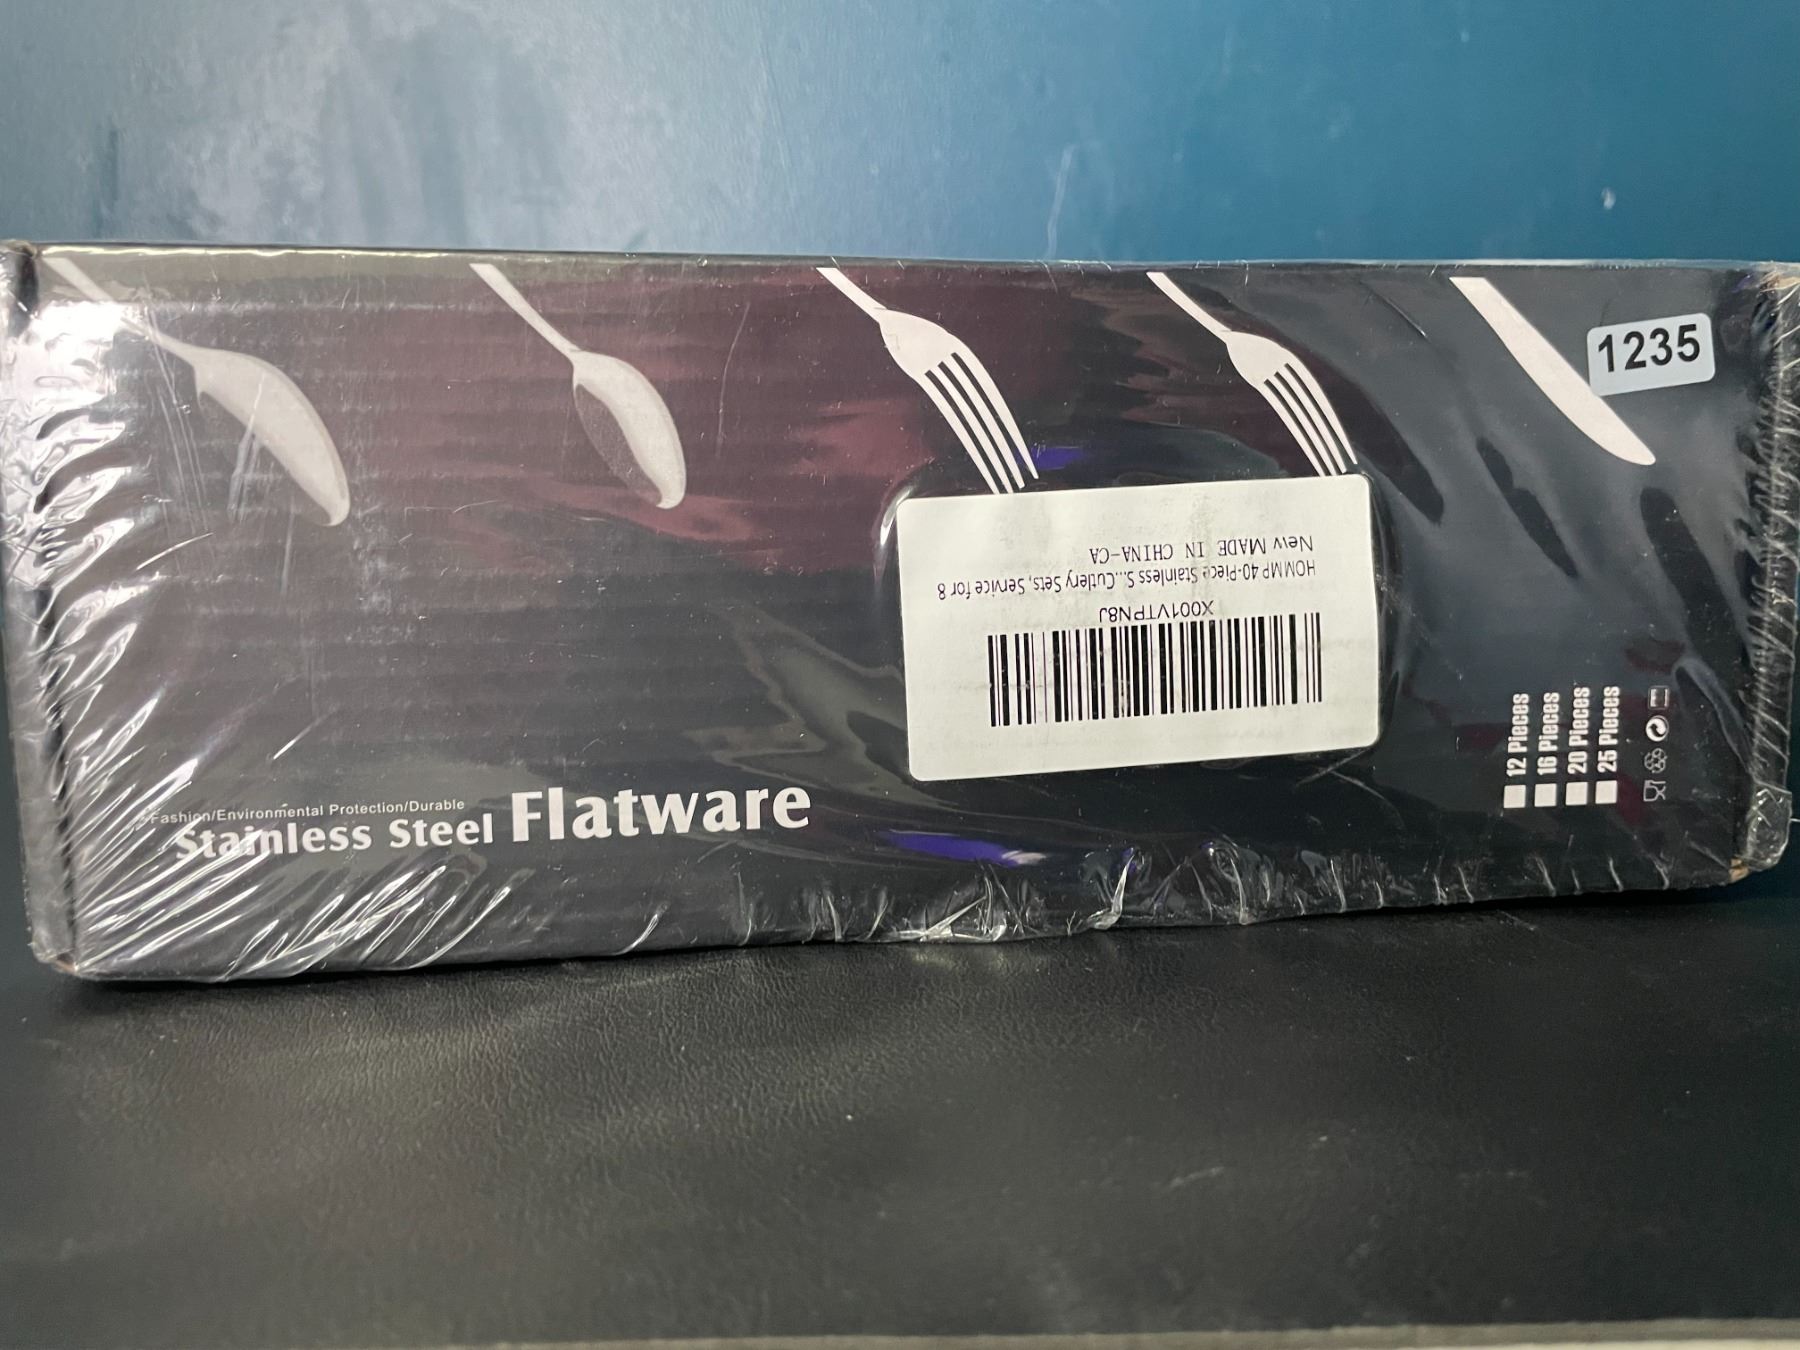 1235
New MADE IN CHINA-CA
HOMMP 40-Piece Stainless S...Cutlery Sets, Service for 8
X001VTPN8J
12 Pieces
16 Pieces
20 Pieces
25 Pieces
Fashion/Environmental Protection/Durable
Stainless Steel Flatware